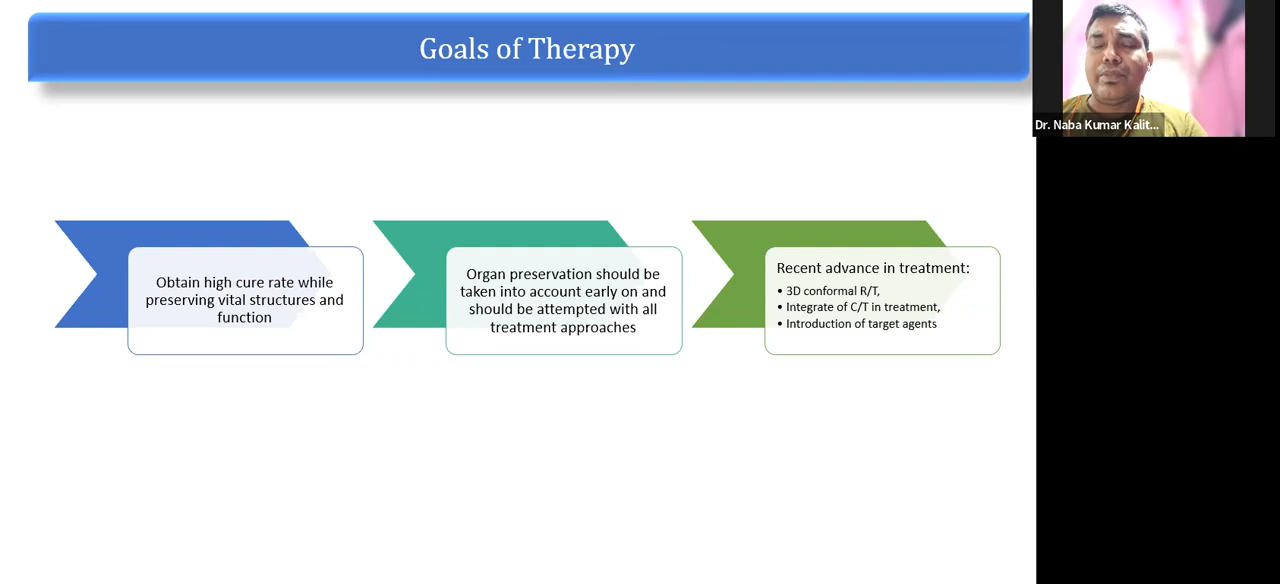 Goals of Therapy
Dr. Naba Kumar Kalit...
Obtain high cure rate while
preserving vital structures and
function
Organ preservation should be
taken into account early on and
should be attempted with all
treatment approaches
Recent advance in treatment:
• 3D conformal R/T,
• Integrate of C/T in treatment,
• Introduction of target agents